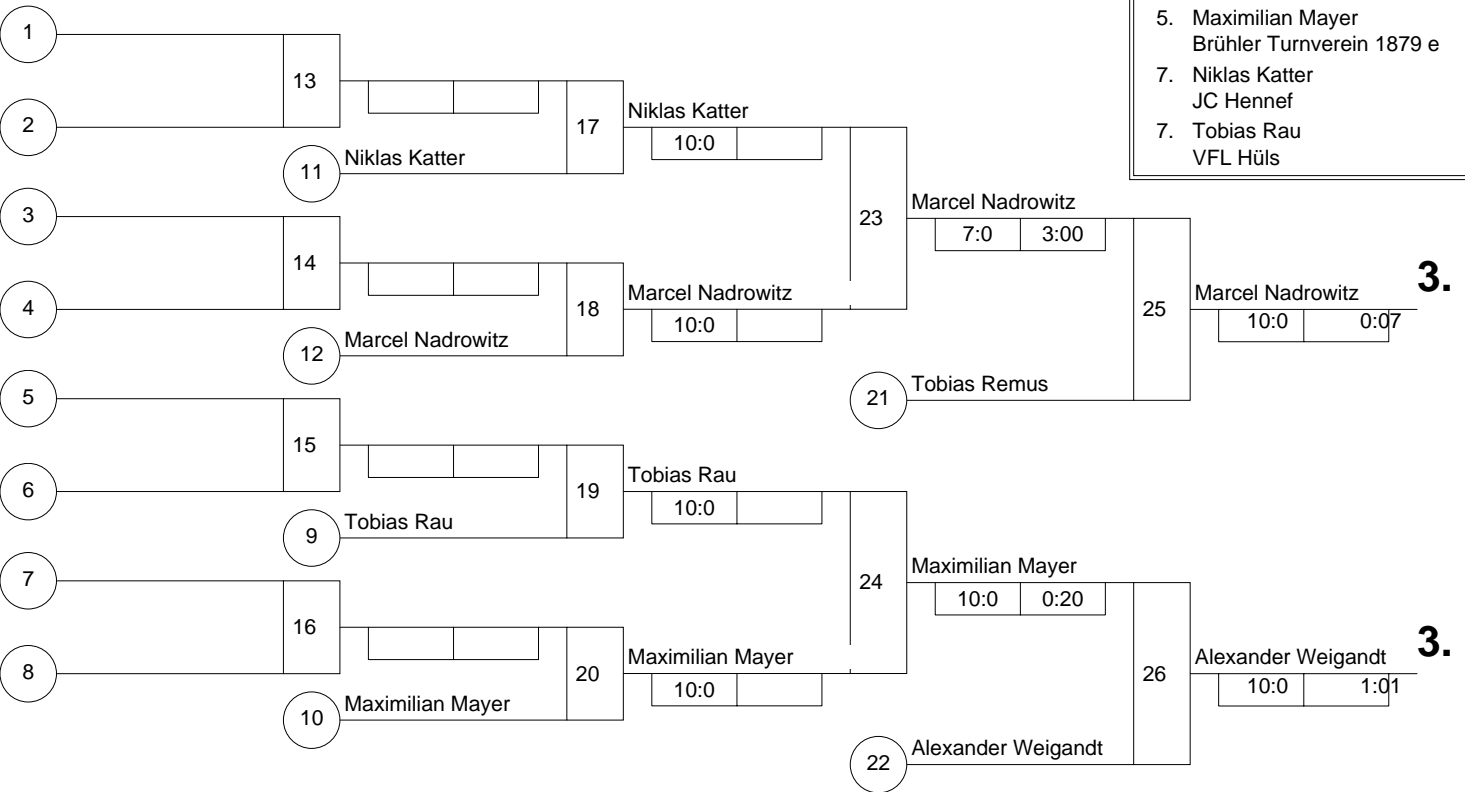 5. Maximilian Mayer
Brühler Turnverein 1879 e
7. Niklas Katter
JC Hennef
7. Tobias Rau
VFL Hüls
1
13
2
17
Niklas Katter
10:0
11
Niklas Katter
3
23
Marcel Nadrowitz
7:0 3:00
14
4
18
Marcel Nadrowitz
10:0
12
Marcel Nadrowitz
25
Marcel Nadrowitz
3.
10:0 0:07
5
21
Tobias Remus
15
6
19
Tobias Rau
10:0
9
Tobias Rau
7
24
Maximilian Mayer
10:0 0:20
16
8
20
Maximilian Mayer
10:0
10
Maximilian Mayer
26
Alexander Weigandt
3.
10:0 1:01
22
Alexander Weigandt